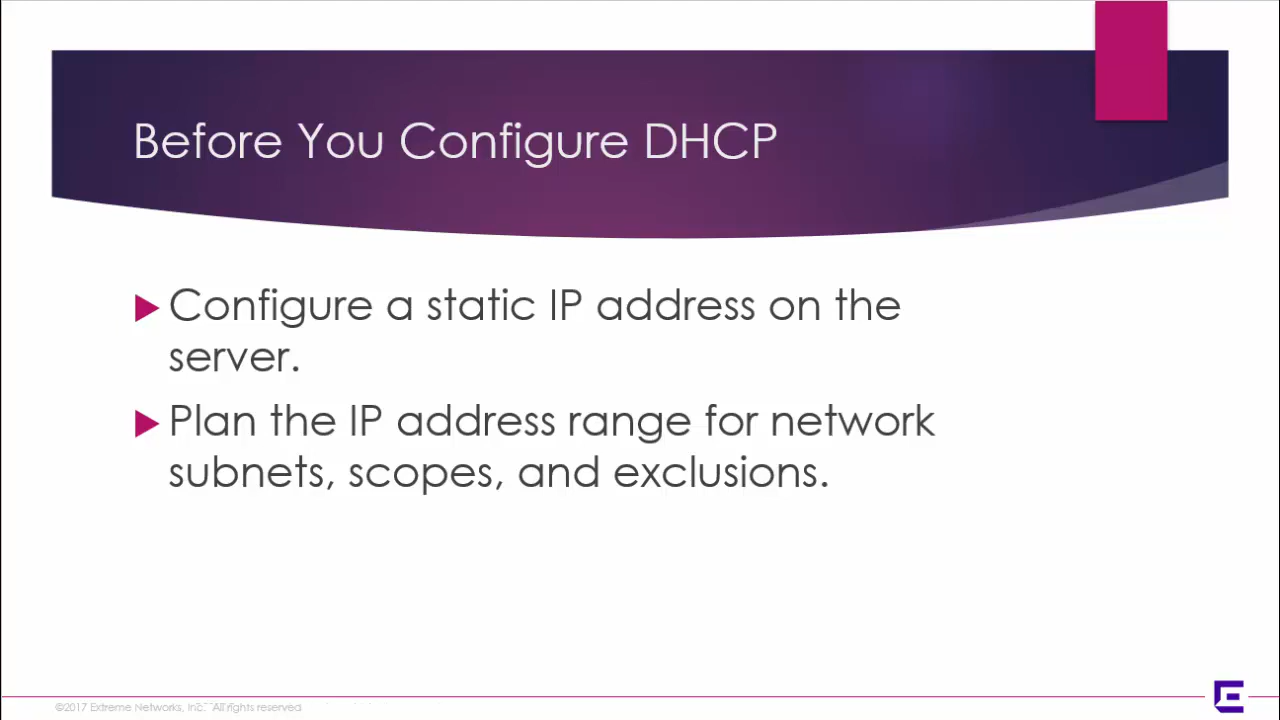 Before You Configure DHCP
Configure a static IP address on the
server.
Plan the IP address range for network
subnets, scopes, and exclusions.
©2017 Extreme Networks, Inc. All rights reserved